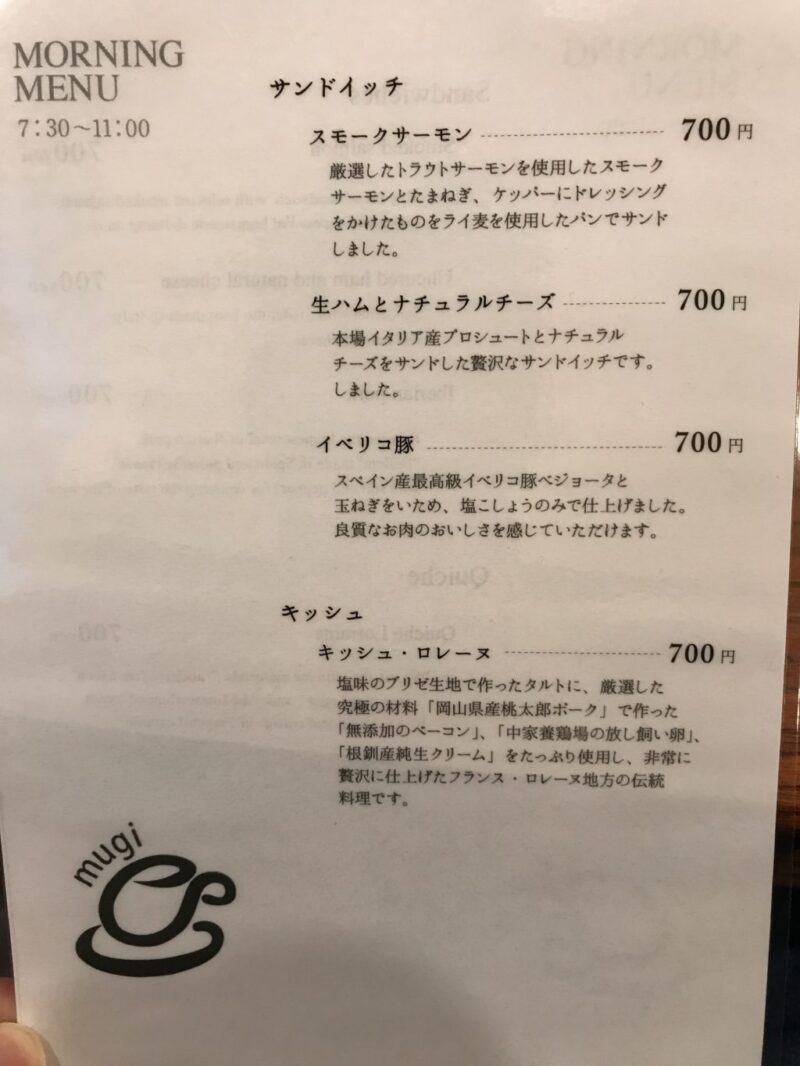 MORNING
MENU
7:30〜11:00
サンドイッチ
スモークサーモン 700円
厳選したトラウトサーモンを使用したスモーク
サーモンとたまねぎ、ケッパーにドレッシング
をかけたものをライ麦を使用したパンでサンド
しました。
生ハムとナチュラルチーズ 700円
本場イタリア産プロシュートとナチュラル
チーズをサンドした贅沢なサンドイッチです。
しました。
イベリコ豚 700円
スペイン産最高級イベリコ豚ベジョータと
玉ねぎをいため、塩こしょうのみで仕上げました。
良質なお肉のおいしさを感じていただけます。
キッシュ
キッシュ・ロレーヌ 700円
塩味のブリゼ生地で作ったタルトに、厳選した
究極の材料「岡山県産桃太郎ポーク」で作った
「無添加のベーコン」、「中家養鶏場の放し飼い卵」、
「根釧産純生クリーム」をたっぷり使用し、非常に
贅沢に仕上げたフランス・ロレーヌ地方の伝統
料理です。
mugi